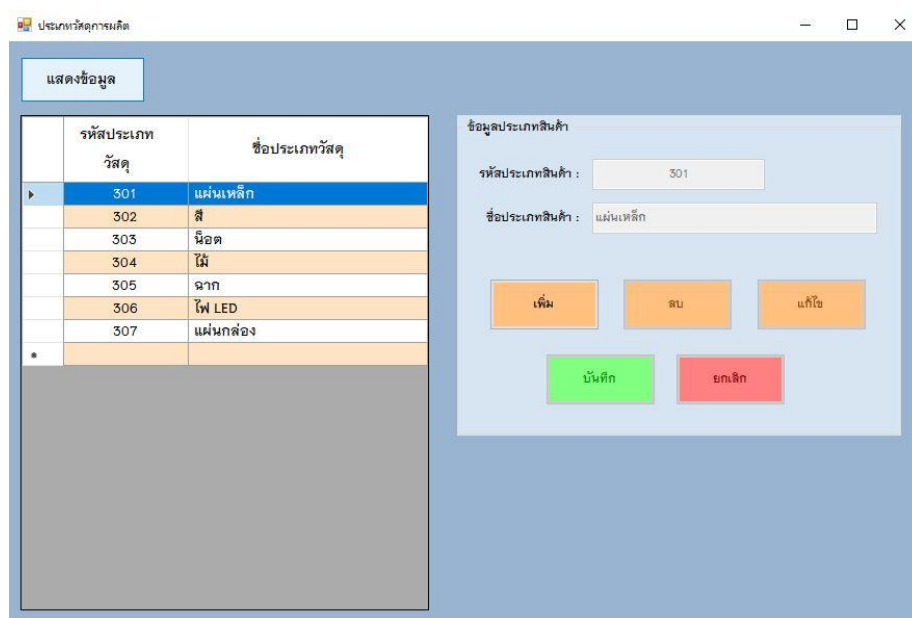 ประเภทวัสดุการผลิต
แสดงข้อมูล
รหัสประเภท
วัสดุ
ชื่อประเภทวัสดุ
301 แผ่นเหล็ก
302 สี
303 น็อต
304 ไม้
305 ฉาก
306 ไฟ LED
307 แผ่นกล่อง
ข้อมูลประเภทสินค้า
รหัสประเภทสินค้า : 301
ชื่อประเภทสินค้า : แผ่นเหล็ก
เพิ่ม ลบ แก้ไข
บันทึก ยกเลิก